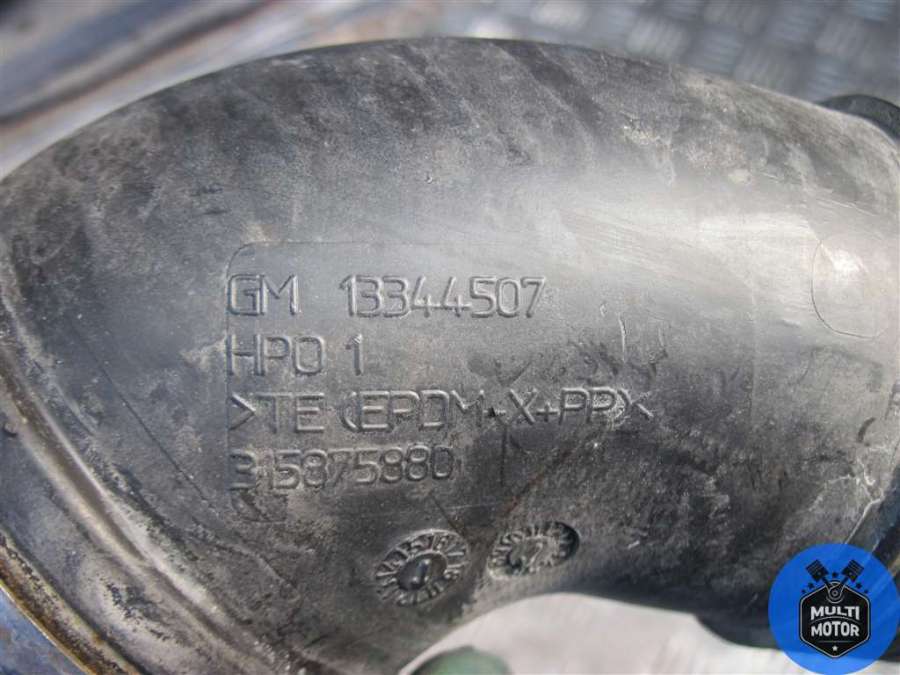 GM 13344507
HPO 1
>TE (EPDM-X+PP)<
315875880
MULTI
MOTOR